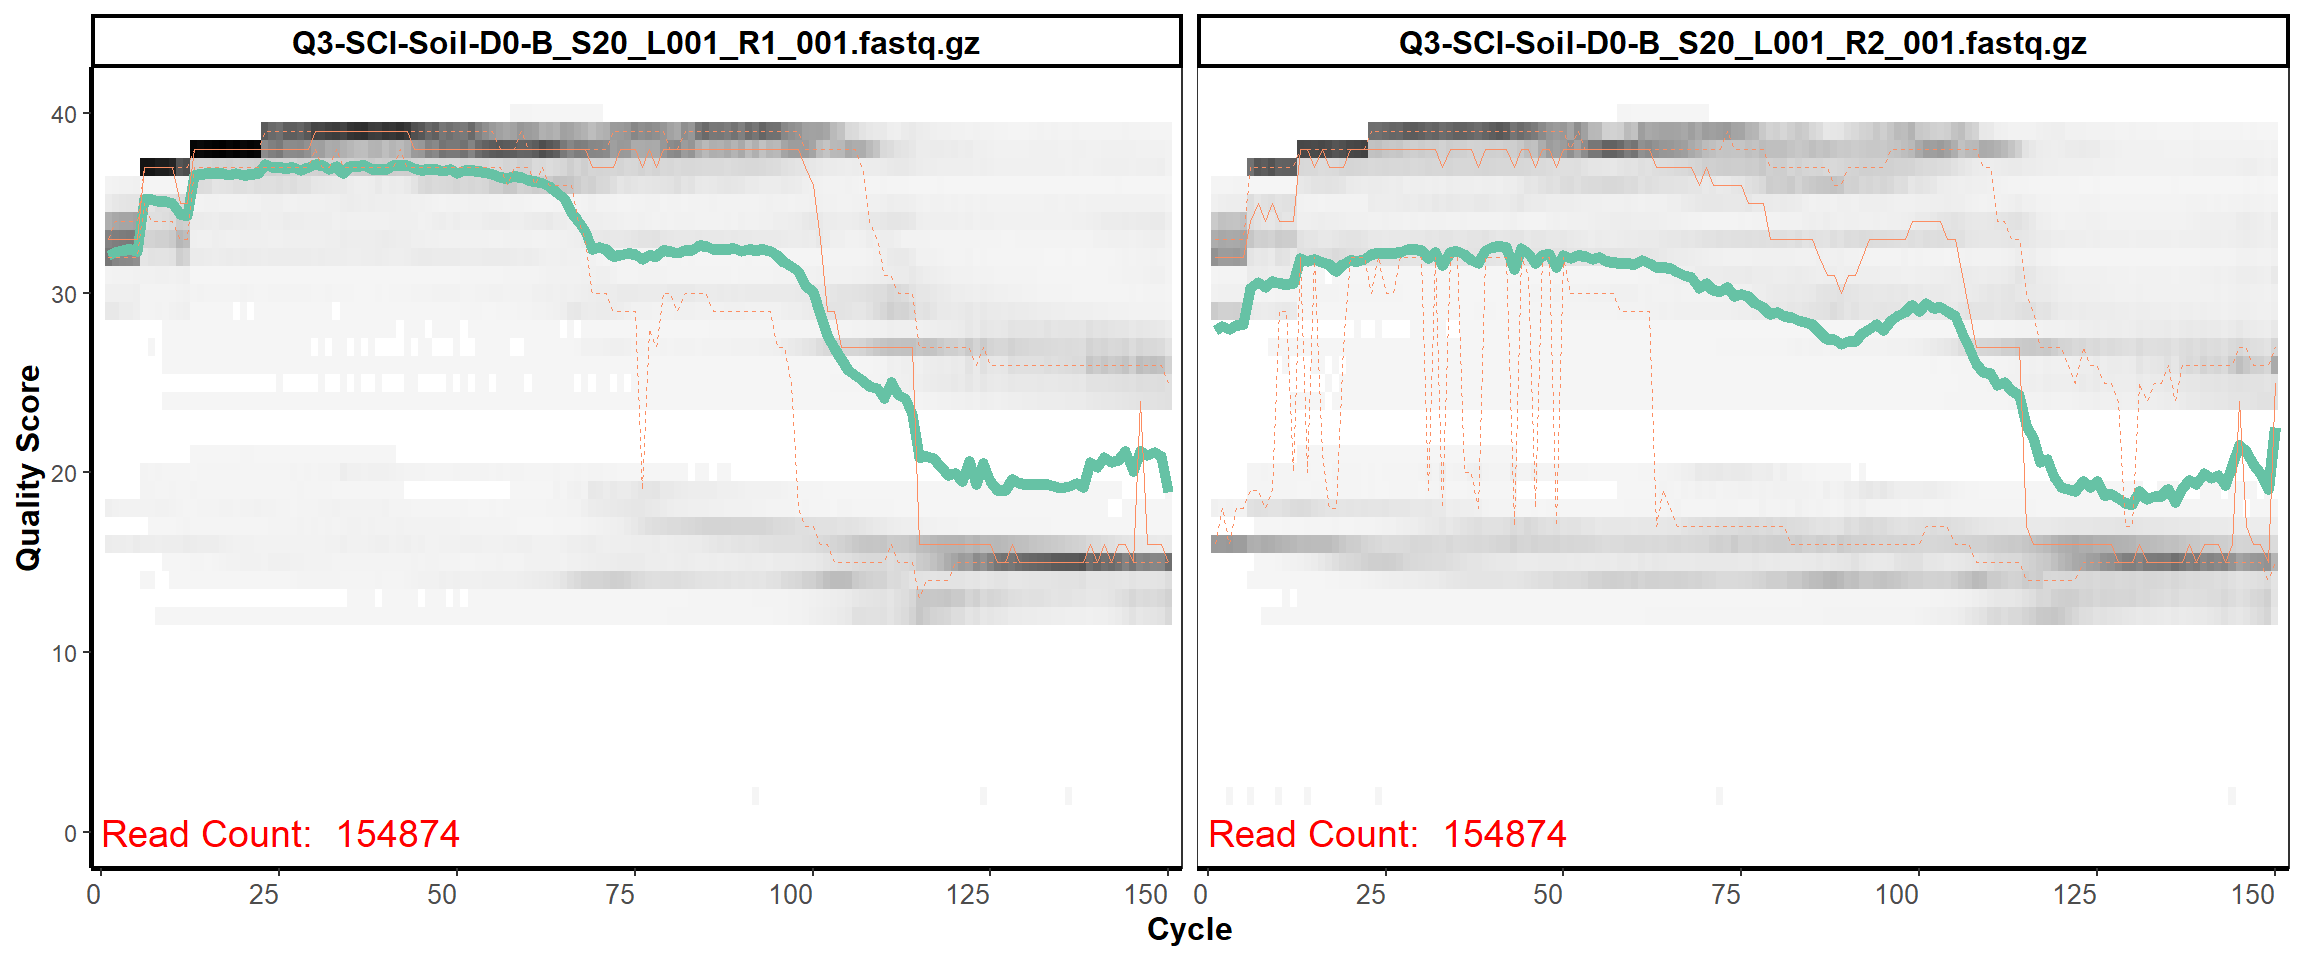 Q3-SCI-Soil-D0-B_S20_L001_R1_001.fastq.gz
Q3-SCI-Soil-D0-B_S20_L001_R2_001.fastq.gz
Quality Score
40
30
20
10
0
Read Count: 154874
Read Count: 154874
0 25 50 75 100 125 150
0 25 50 75 100 125 150
Cycle